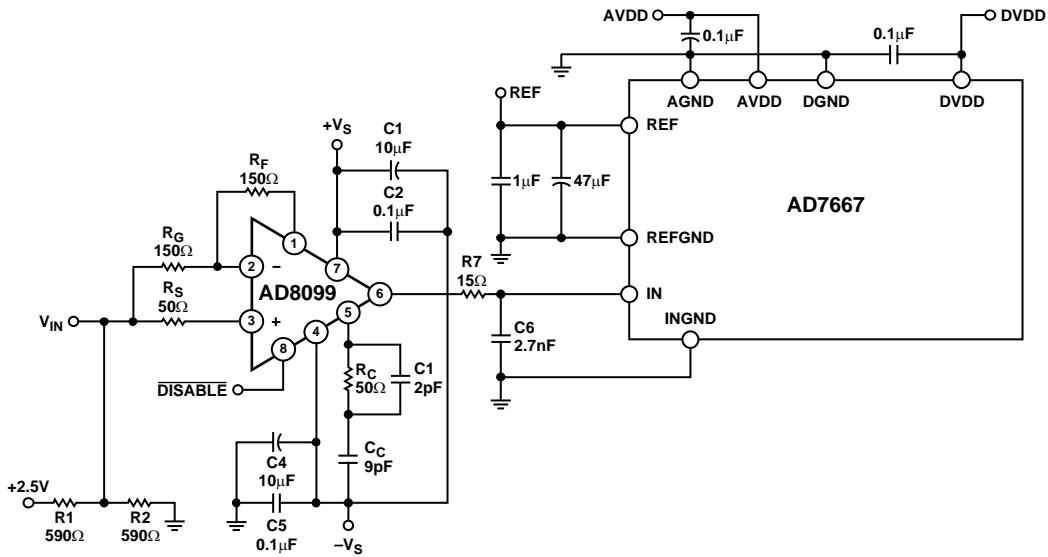 AVDD
DVDD
0.1µF
0.1µF
AGND
AVDD
DGND
DVDD
REF
REF
+VS
C1
10µF
C2
0.1µF
1µF
47µF
AD7667
RF
150Ω
REFGND
RG
150Ω
RS
50Ω
1
2
−
7
R7
15Ω
AD8099
6
IN
VIN
3
+
5
4
8
INGND
C6
2.7nF
DISABLE
RC
50Ω
C1
2pF
CC
9pF
C4
10µF
+2.5V
R1
590Ω
R2
590Ω
C5
0.1µF
−VS